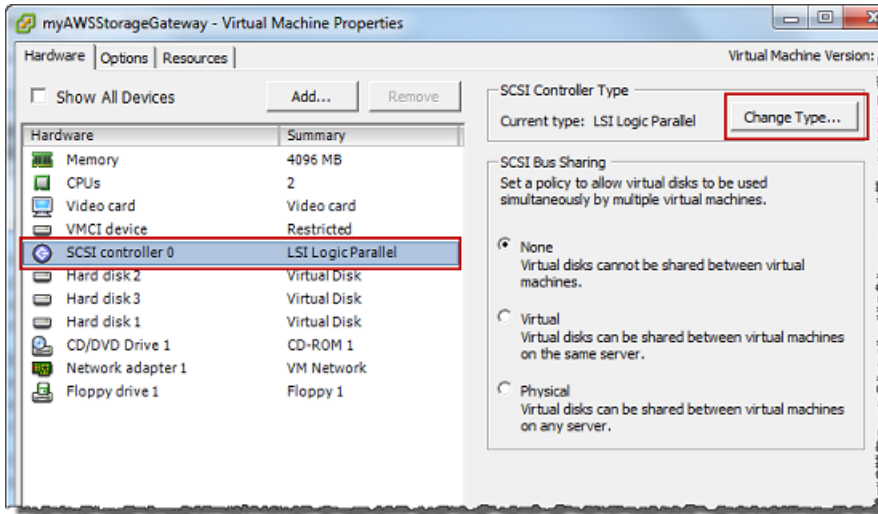 myAWSStorageGateway - Virtual Machine Properties
Hardware Options Resources
Virtual Machine Version:
Show All Devices
Add...
Remove
Hardware Summary
Memory 4096 MB
CPUs 2
Video card Video card
VMCI device Restricted
SCSI controller 0 LSI Logic Parallel
Hard disk 2 Virtual Disk
Hard disk 3 Virtual Disk
Hard disk 1 Virtual Disk
CD/DVD Drive 1 CD-ROM 1
Network adapter 1 VM Network
Floppy drive 1 Floppy 1
SCSI Controller Type
Current type: LSI Logic Parallel
Change Type...
SCSI Bus Sharing
Set a policy to allow virtual disks to be used
simultaneously by multiple virtual machines.
None
Virtual disks cannot be shared between virtual
machines.
Virtual
Virtual disks can be shared between virtual machines
on the same server.
Physical
Virtual disks can be shared between virtual machines
on any server.